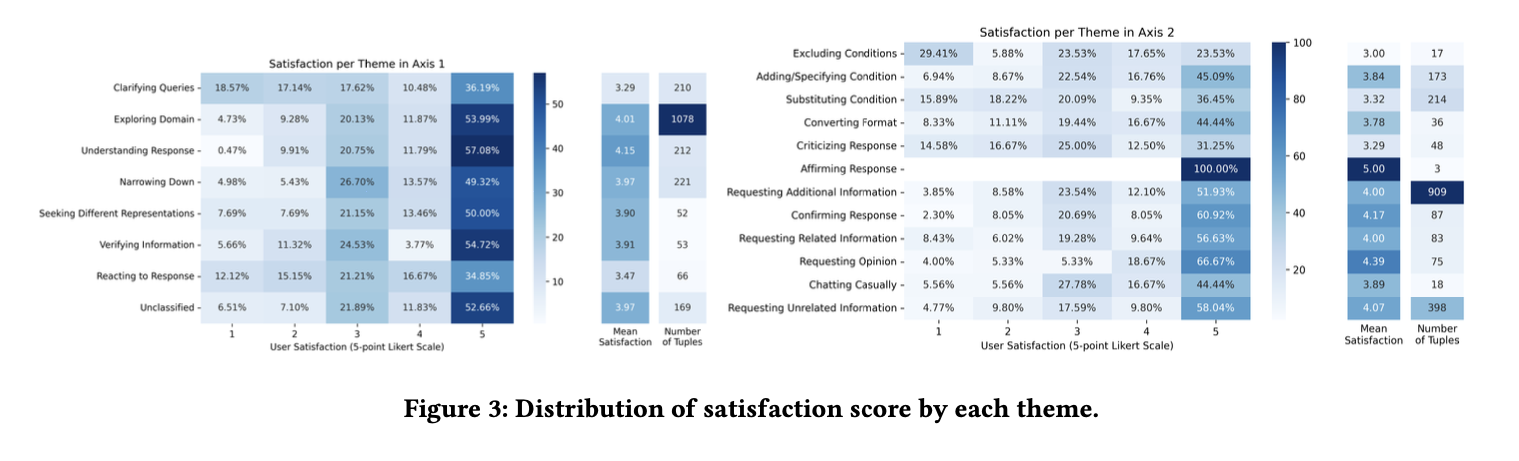 Satisfaction per Theme in Axis 1
Clarifying Queries 18.57% 17.14% 17.62% 10.48% 36.19% 3.29 210
Exploring Domain 4.73% 9.28% 20.13% 11.87% 53.99% 4.01 1078
Understanding Response 0.47% 9.91% 20.75% 11.79% 57.08% 4.15 212
Narrowing Down 4.98% 5.43% 26.70% 13.57% 49.32% 3.97 221
Seeking Different Representations 7.69% 7.69% 21.15% 13.46% 50.00% 3.90 52
Verifying Information 5.66% 11.32% 24.53% 3.77% 54.72% 3.91 53
Reacting to Response 12.12% 15.15% 21.21% 16.67% 34.85% 3.47 66
Unclassified 6.51% 7.10% 21.89% 11.83% 52.66% 3.97 169
1 2 3 4 5
User Satisfaction (5-point Likert Scale)
50
40
30
20
10
Mean Number
Satisfaction of Tuples
Satisfaction per Theme in Axis 2
Excluding Conditions 29.41% 5.88% 23.53% 17.65% 23.53% 3.00 17
Adding/Specifying Condition 6.94% 8.67% 22.54% 16.76% 45.09% 3.84 173
Substituting Condition 15.89% 18.22% 20.09% 9.35% 36.45% 3.32 214
Converting Format 8.33% 11.11% 19.44% 16.67% 44.44% 3.78 36
Criticizing Response 14.58% 16.67% 25.00% 12.50% 31.25% 3.29 48
Affirming Response 100.00% 5.00 3
Requesting Additional Information 3.85% 8.58% 23.54% 12.10% 51.93% 4.00 909
Confirming Response 2.30% 8.05% 20.69% 8.05% 60.92% 4.17 87
Requesting Related Information 8.43% 6.02% 19.28% 9.64% 56.63% 4.00 83
Requesting Opinion 4.00% 5.33% 5.33% 18.67% 66.67% 4.39 75
Chatting Casually 5.56% 5.56% 27.78% 16.67% 44.44% 3.89 18
Requesting Unrelated Information 4.77% 9.80% 17.59% 9.80% 58.04% 4.07 398
1 2 3 4 5
User Satisfaction (5-point Likert Scale)
100
80
60
40
20
Mean Number
Satisfaction of Tuples
Figure 3: Distribution of satisfaction score by each theme.